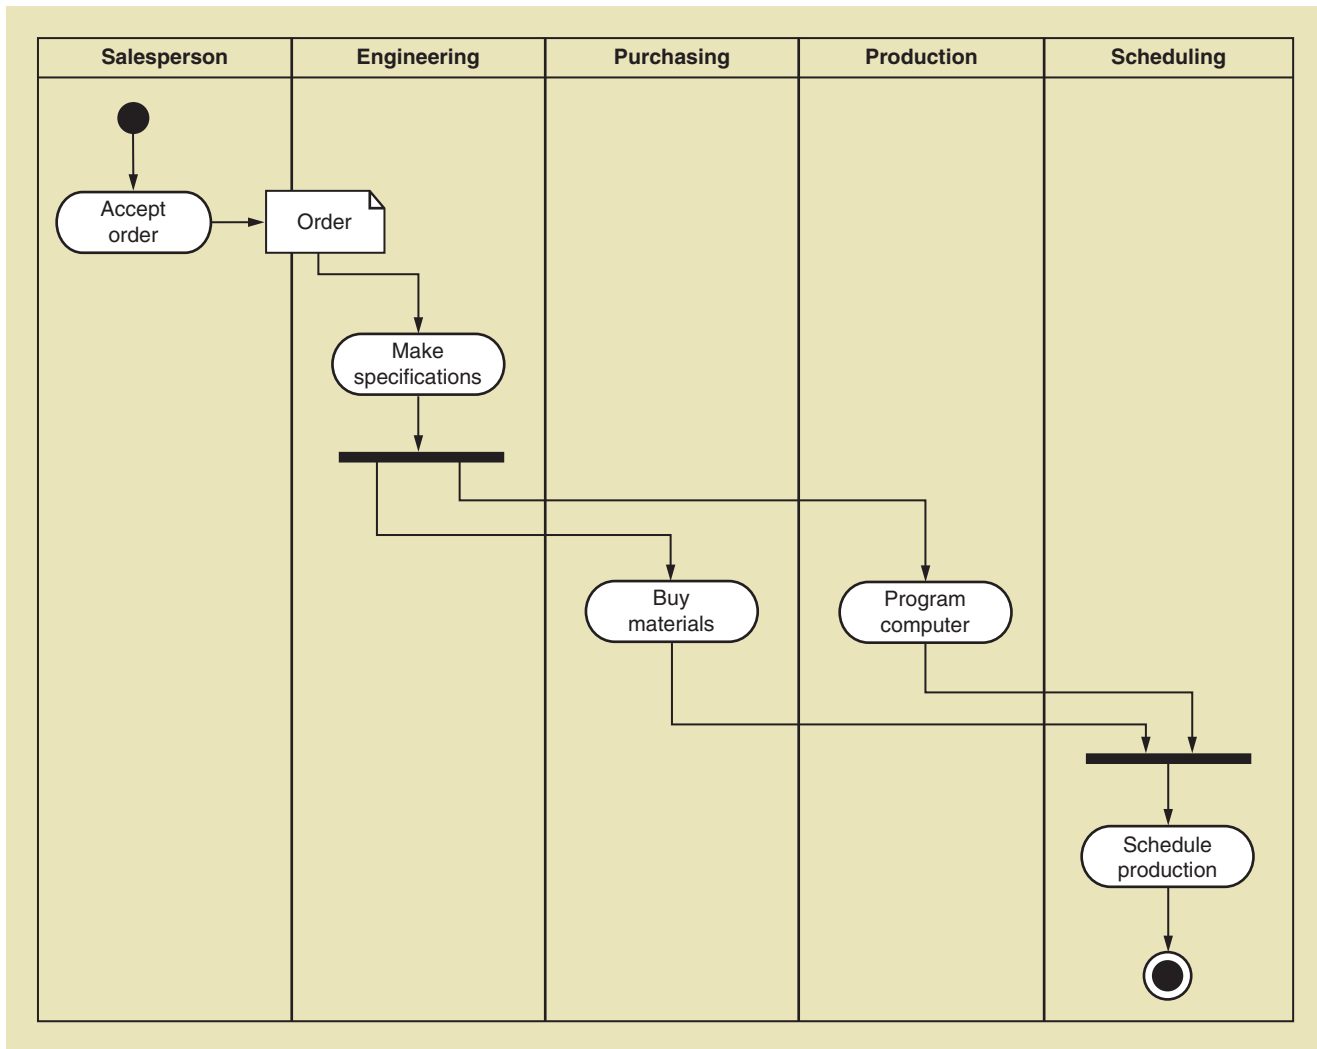 Salesperson
Engineering
Purchasing
Production
Scheduling
Accept
order
Order
Make
specifications
Buy
materials
Program
computer
Schedule
production